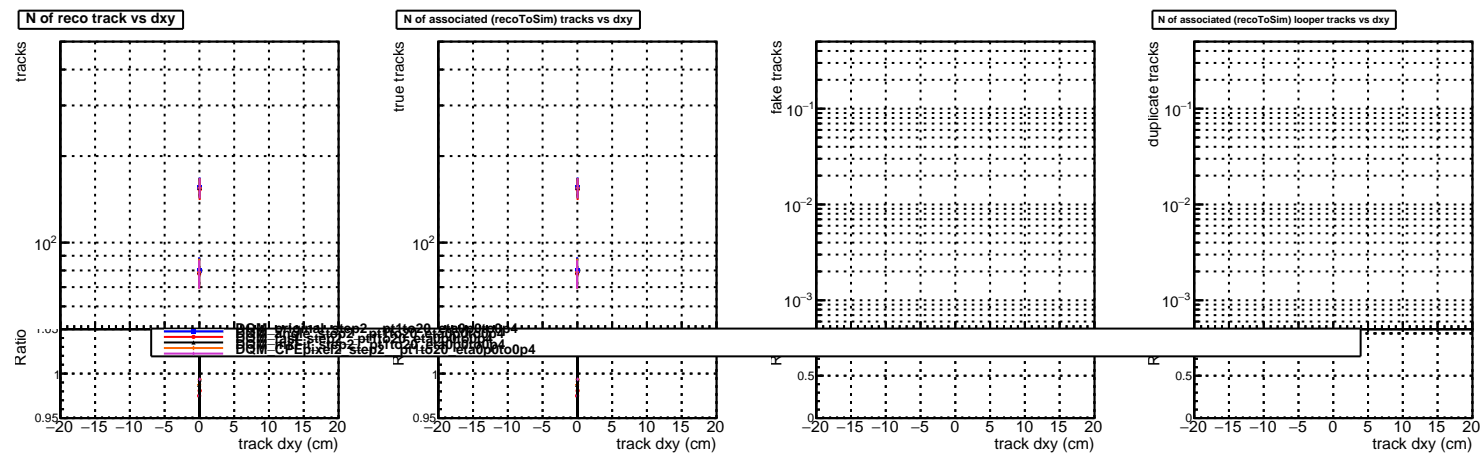 N of reco track vs dxy
tracks
10²
Ratio
1
0.95
−20 −15 −10 −5 0 5 10 15 20
track dxy (cm)
N of associated (recoToSim) tracks vs dxy
true tracks
10²
1
0.95
−20 −15 −10 −5 0 5 10 15 20
track dxy (cm)
fake tracks
10⁻¹
10⁻²
10⁻³
0.5
0
−20 −15 −10 −5 0 5 10 15 20
track dxy (cm)
N of associated (recoToSim) looper tracks vs dxy
duplicate tracks
10⁻¹
10⁻²
10⁻³
0.5
0
−20 −15 −10 −5 0 5 10 15 20
track dxy (cm)
DQM_CPEpixel2_step2 pt1to20_eta0p0to0p4